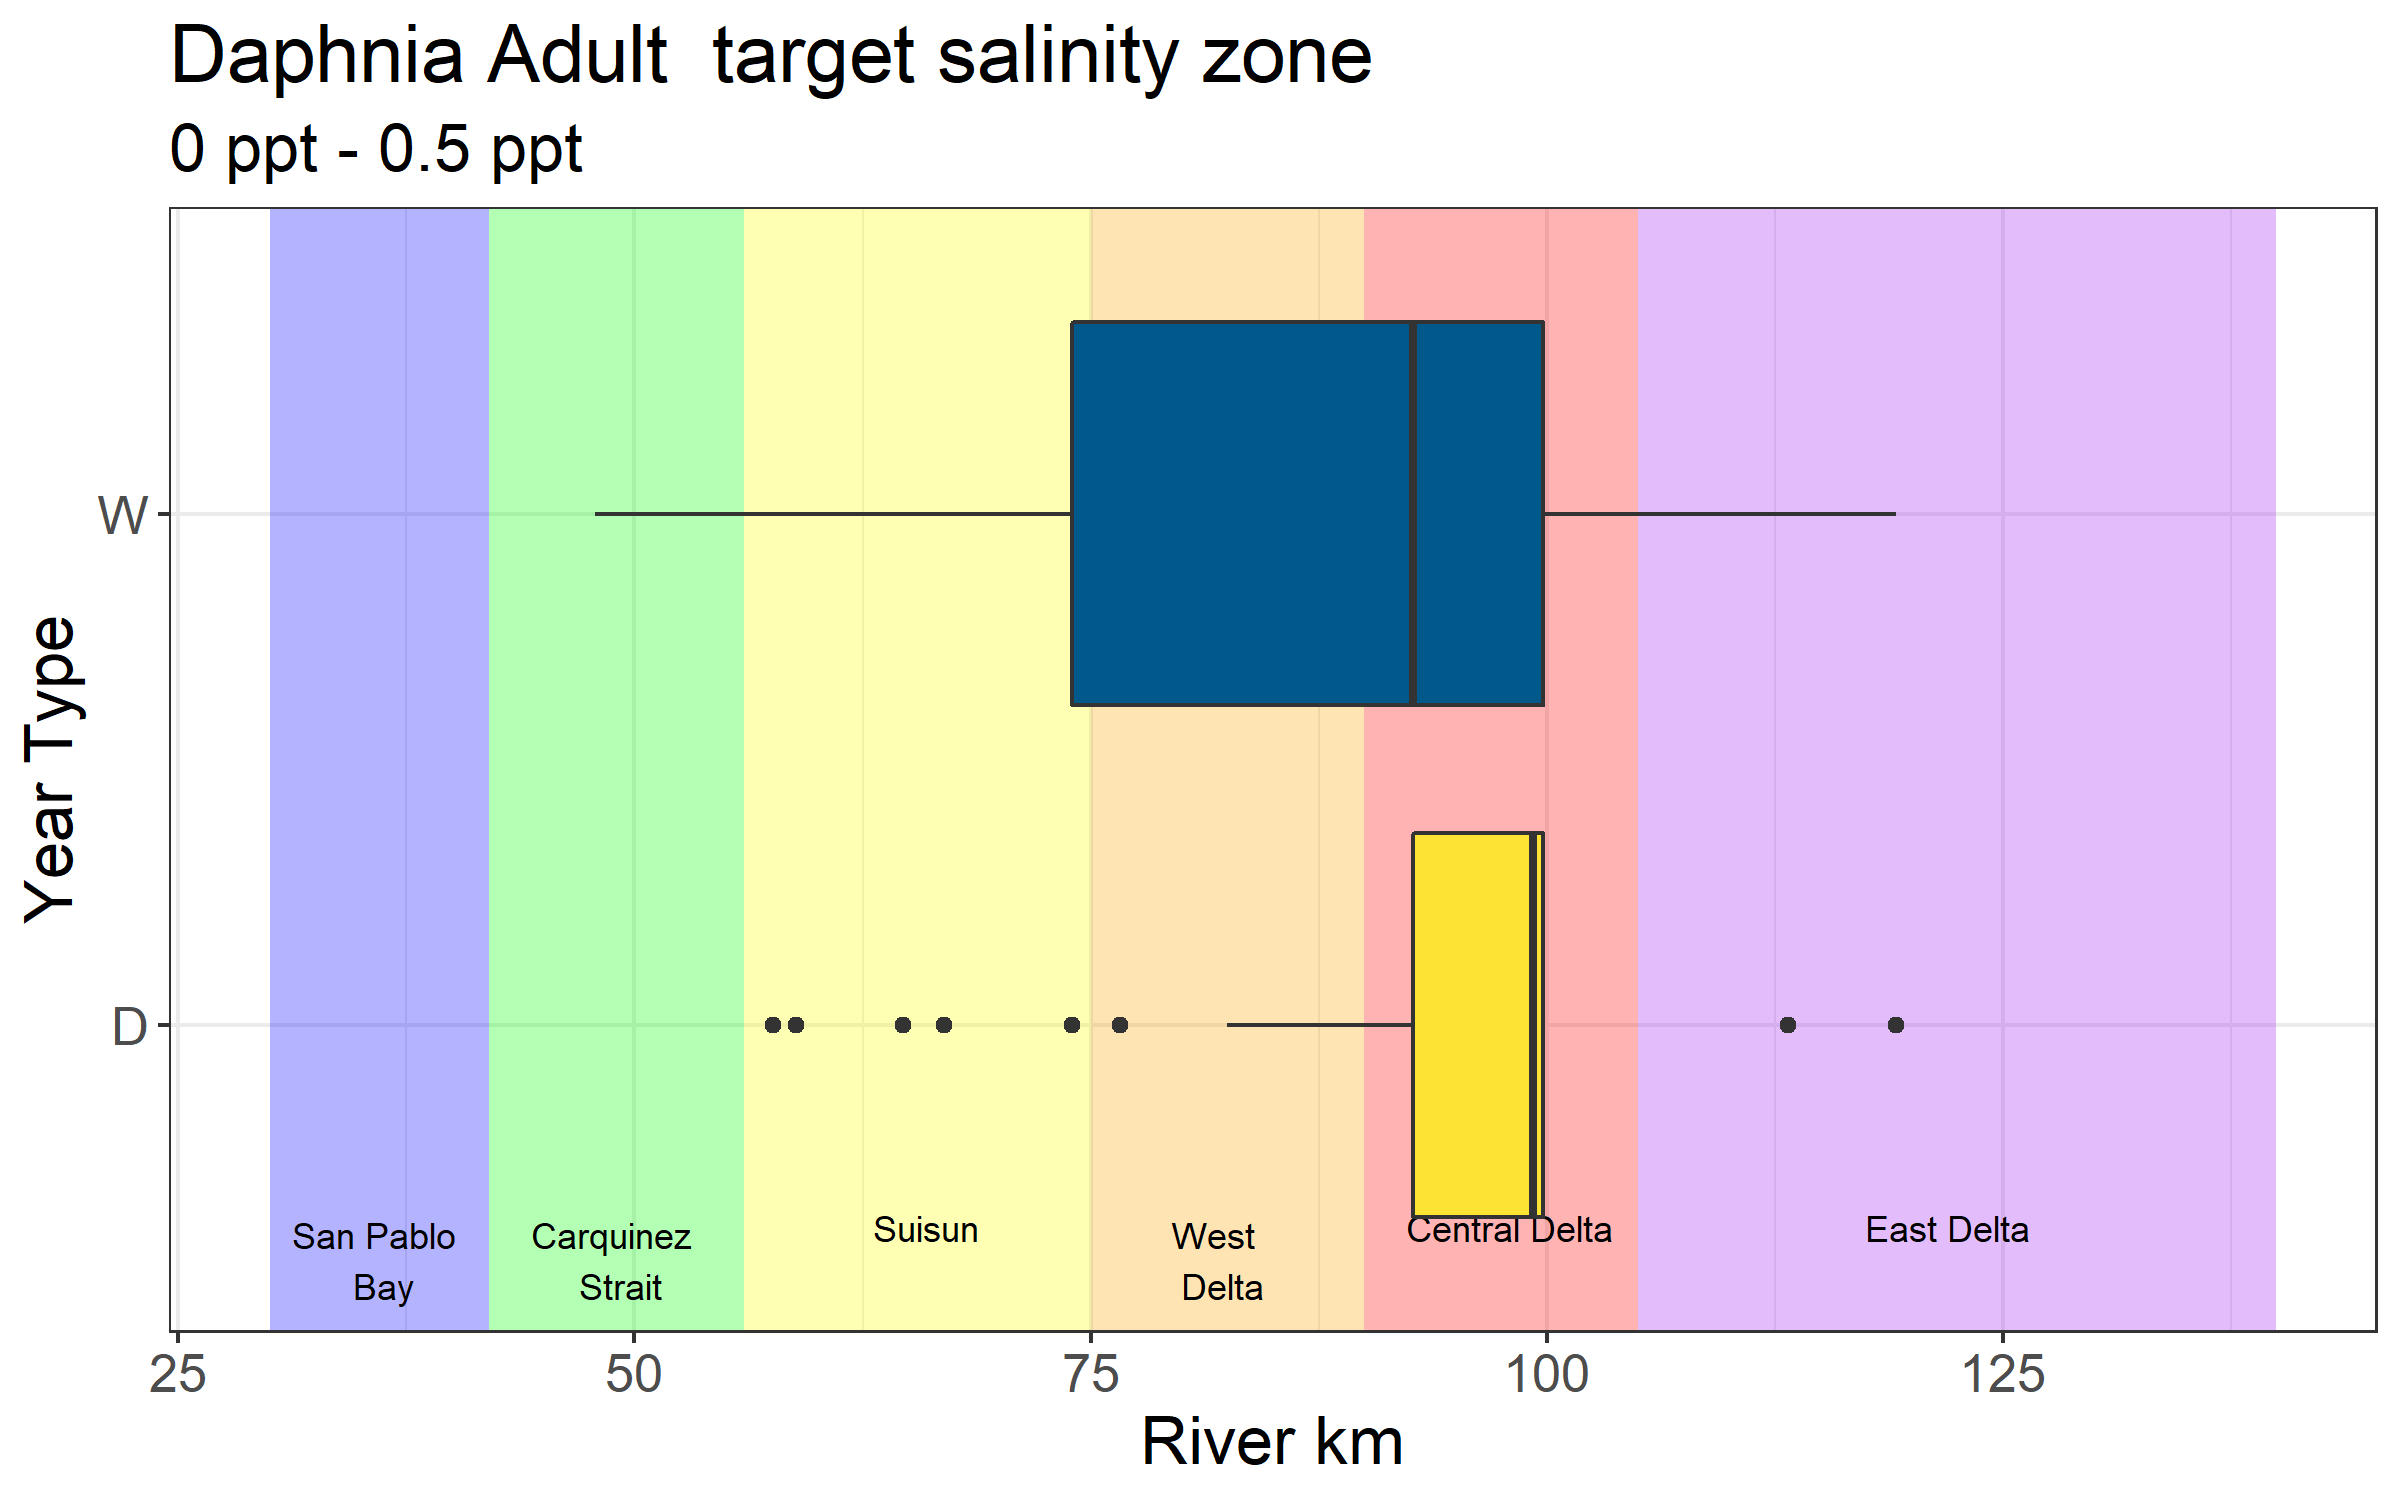 Daphnia Adult  target salinity zone
0 ppt - 0.5 ppt
Year Type
W
D
San Pablo
Bay
Carquinez
Strait
Suisun
West
Delta
Central Delta
East Delta
25
50
75
100
125
River km